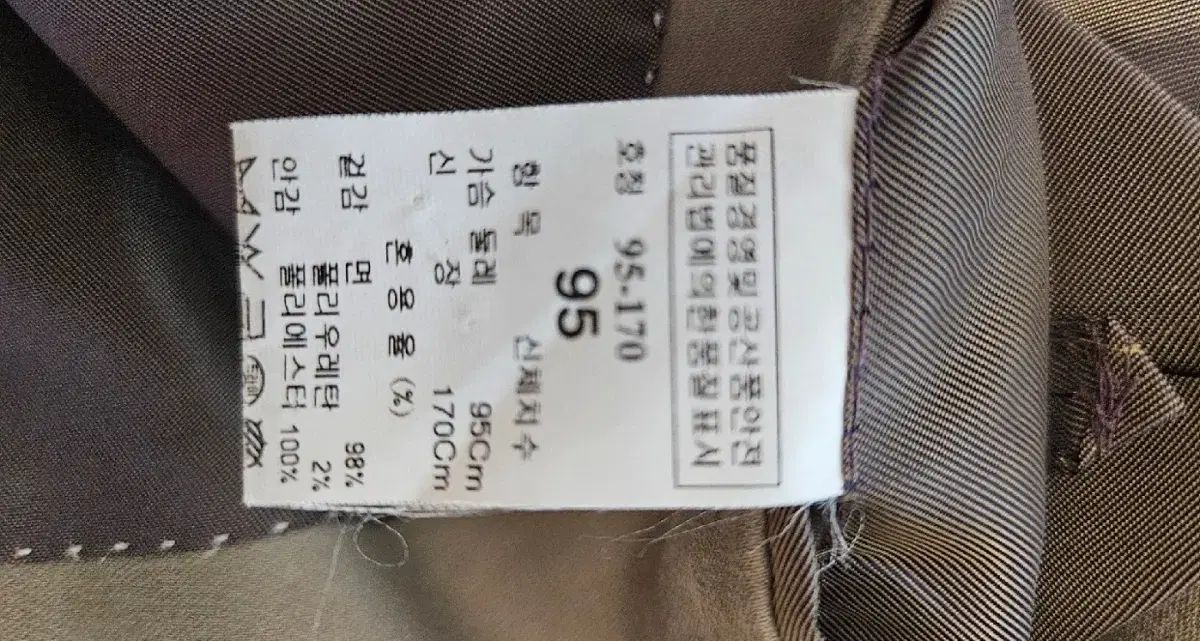 품질경영및공산품안전
관리법에의한품질표시
호칭 95-170
95
항 목 신체치수
가슴둘레 95Cm
신 장 170Cm
혼 용 율 (%)
겉감 면 98%
폴리우레탄 2%
안감 폴리에스터 100%